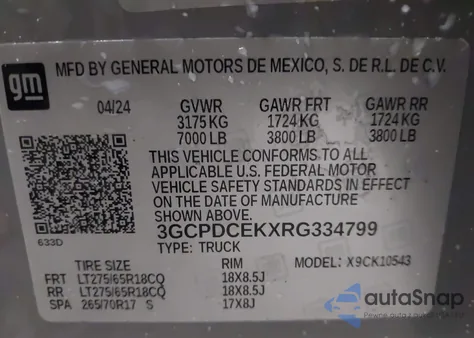 gm
MFD BY GENERAL MOTORS DE MEXICO, S. DE R.L. DE C.V.
04/24 GVWR GAWR FRT GAWR RR
3175 KG 1724 KG 1724 KG
7000 LB 3800 LB 3800 LB
THIS VEHICLE CONFORMS TO ALL
APPLICABLE U.S. FEDERAL MOTOR
VEHICLE SAFETY STANDARDS IN EFFECT
ON THE DATE OF MANUFACTURE
SHOWN ABOVE.
633D
3GCPDCEKXRG334799
TYPE: TRUCK
TIRE SIZE RIM MODEL: X9CK10543
FRT LT275/65R18CQ 18X8.5J
RR LT275/65R18CQ 18X8.5J
SPA 265/70R17 S 17X8J
autaSnap